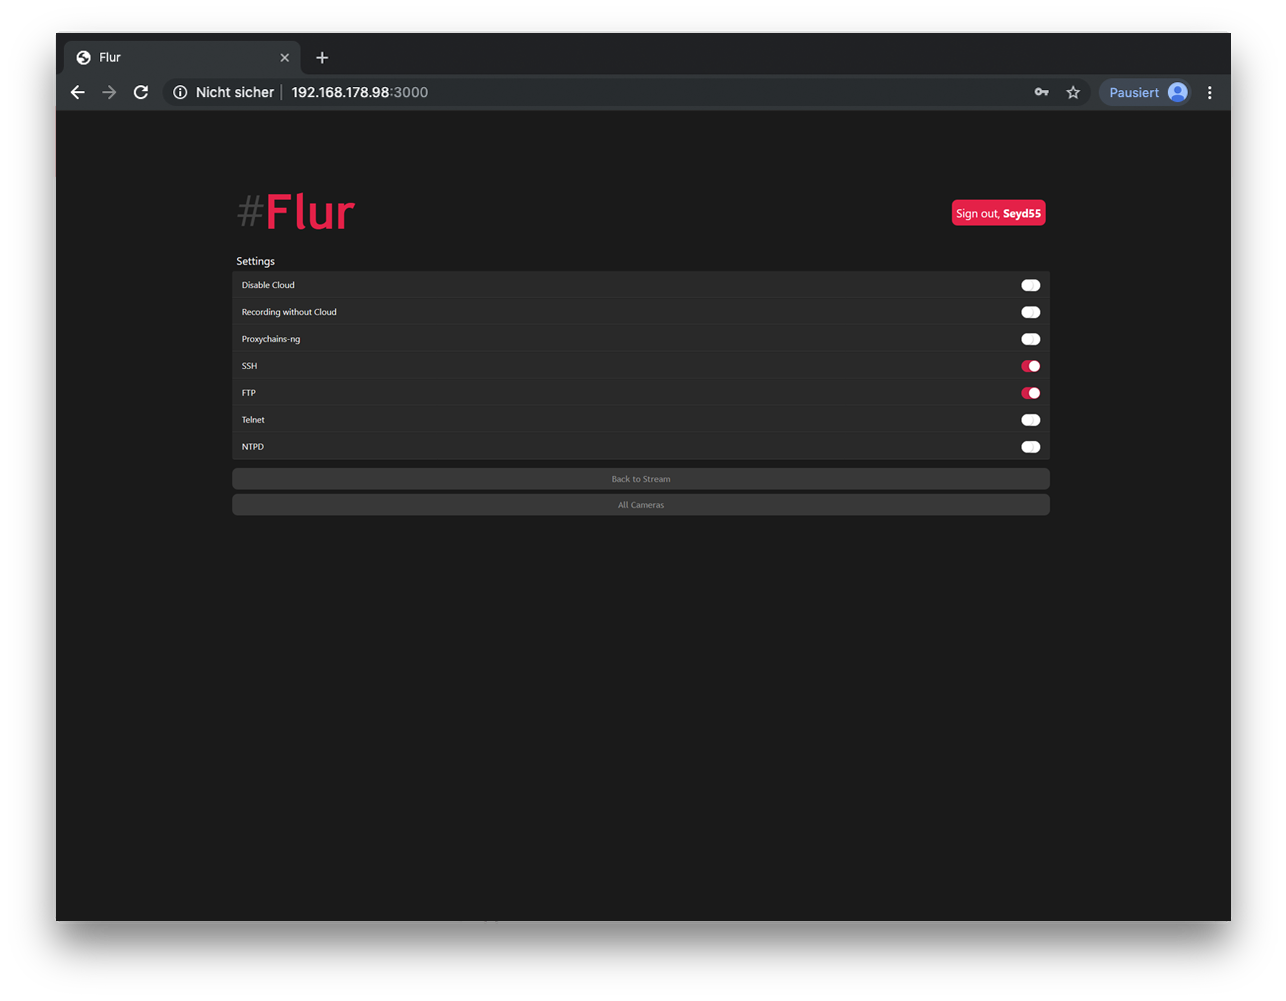 Flur
Nicht sicher | 192.168.178.98:3000
Pausiert
#Flur
Sign out, Seyd55
Settings
Disable Cloud
Recording without Cloud
Proxychains-ng
SSH
FTP
Telnet
NTPD
Back to Stream
All Cameras